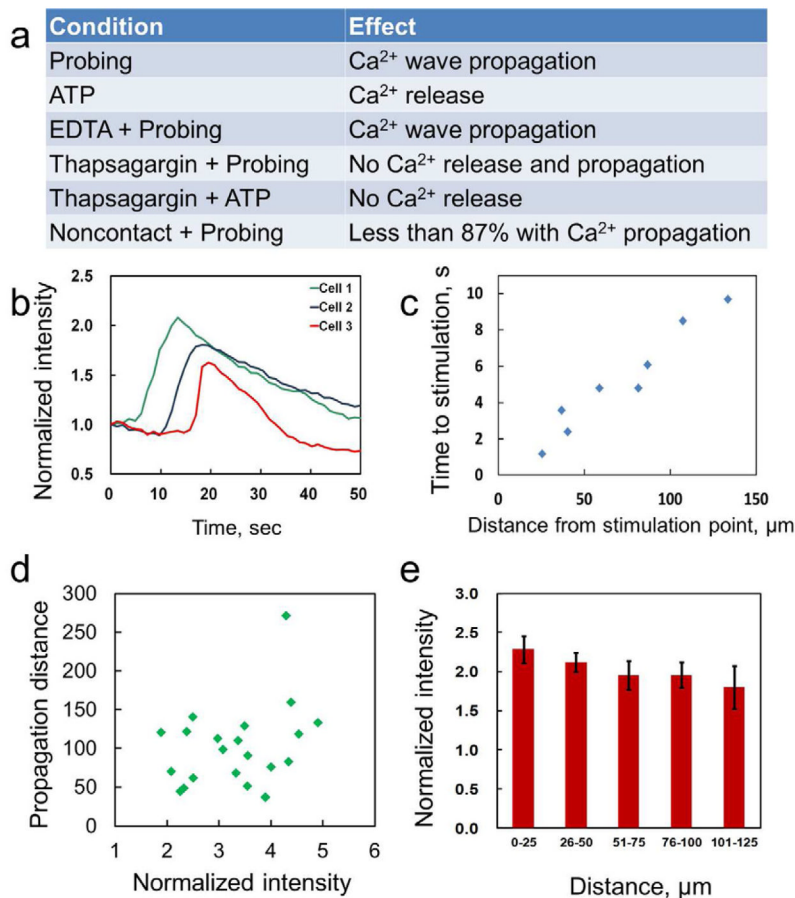 a
Condition Effect
Probing Ca²⁺ wave propagation
ATP Ca²⁺ release
EDTA + Probing Ca²⁺ wave propagation
Thapsagargin + Probing No Ca²⁺ release and propagation
Thapsagargin + ATP No Ca²⁺ release
Noncontact + Probing Less than 87% with Ca²⁺ propagation
b
Normalized intensity
2.5
2.0
1.5
1.0
0.5
Cell 1
Cell 2
Cell 3
0 10 20 30 40 50
Time, sec
c
Time to stimulation, s
10
8
6
4
2
0
0 50 100 150
Distance from stimulation point, µm
d
Propagation distance
300
250
200
150
100
50
0
1 2 3 4 5 6
Normalized intensity
e
Normalized intensity
3.0
2.5
2.0
1.5
1.0
0.5
0.0
0-25 26-50 51-75 76-100 101-125
Distance, µm